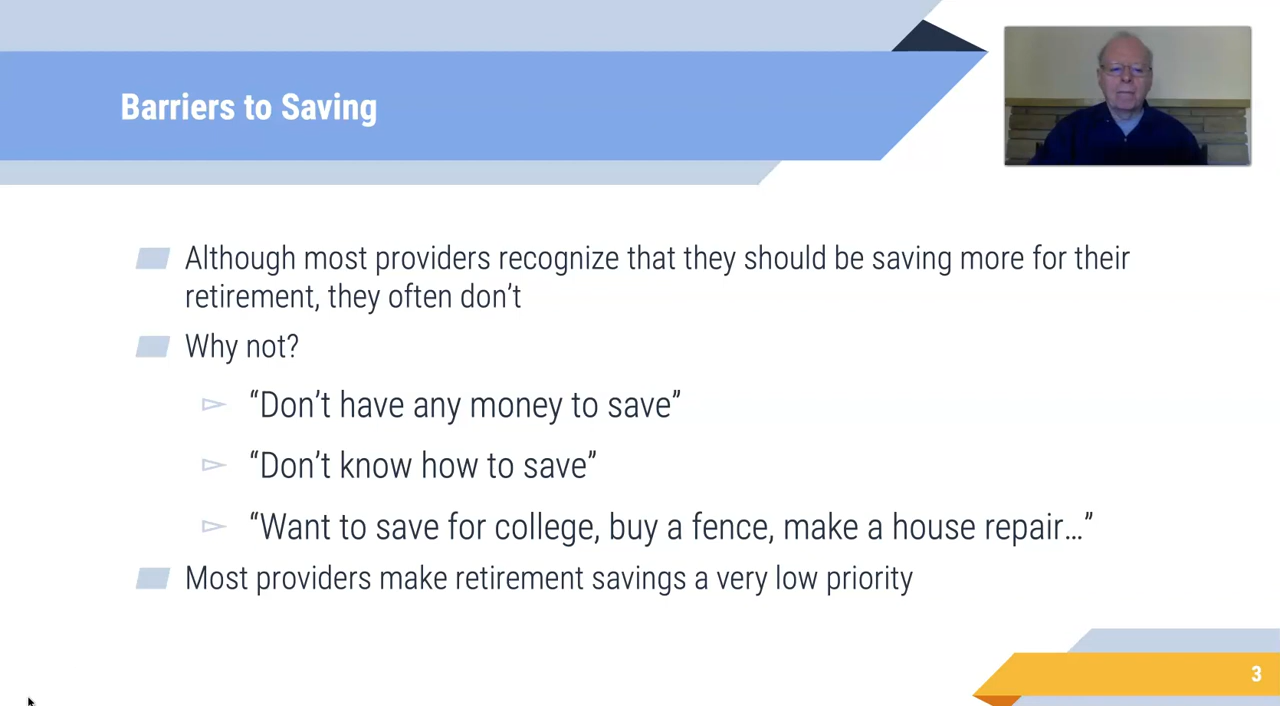 Barriers to Saving
Although most providers recognize that they should be saving more for their
retirement, they often don’t
Why not?
“Don’t have any money to save”
“Don’t know how to save”
“Want to save for college, buy a fence, make a house repair…”
Most providers make retirement savings a very low priority
3